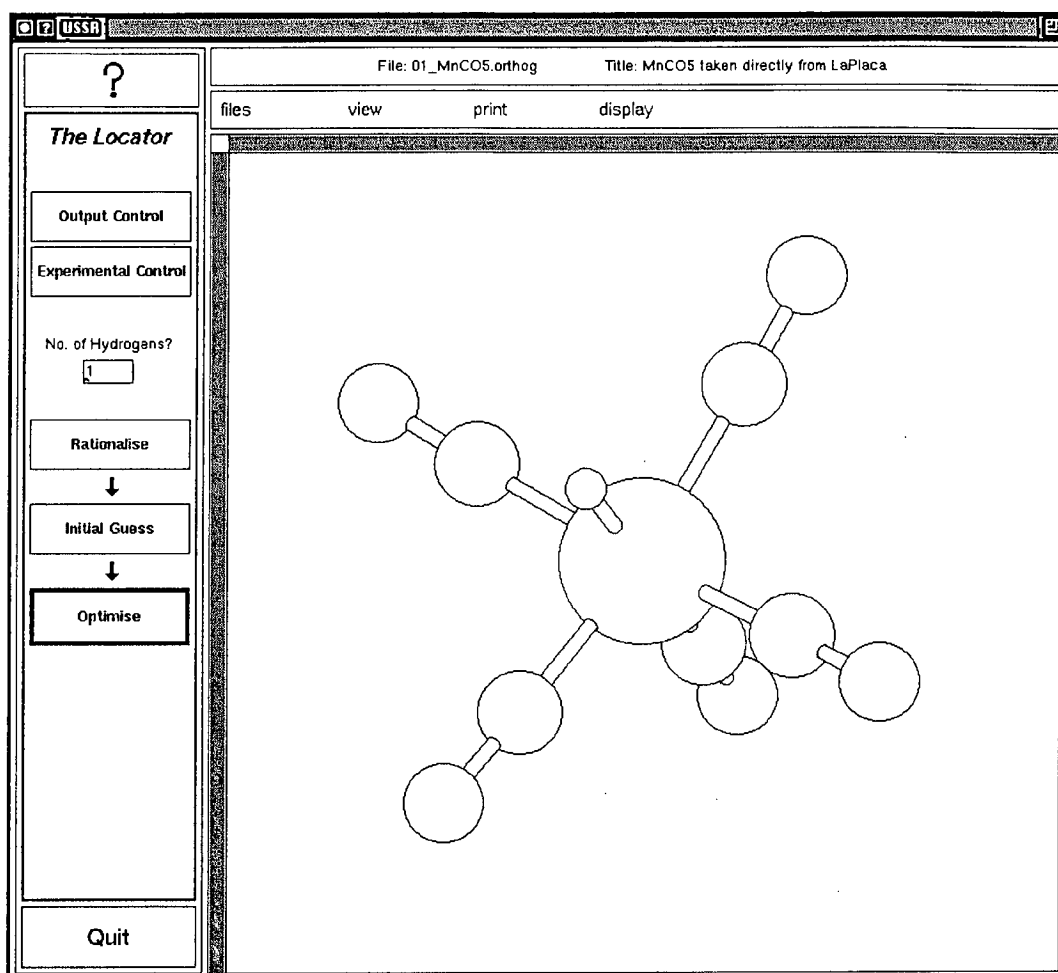 ? USSR
?
File: 01_MnCO5.orthog Title: MnCO5 taken directly from LaPlaca
files view print display
The Locator
Output Control
Experimental Control
No. of Hydrogens?
1
Rationalise
Initial Guess
Optimise
Quit